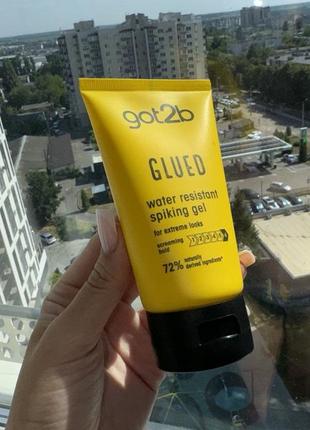 got2b
GLUED
water resistant
spiking gel
for extreme looks
screaming
hold
72% naturally
derived ingredients*